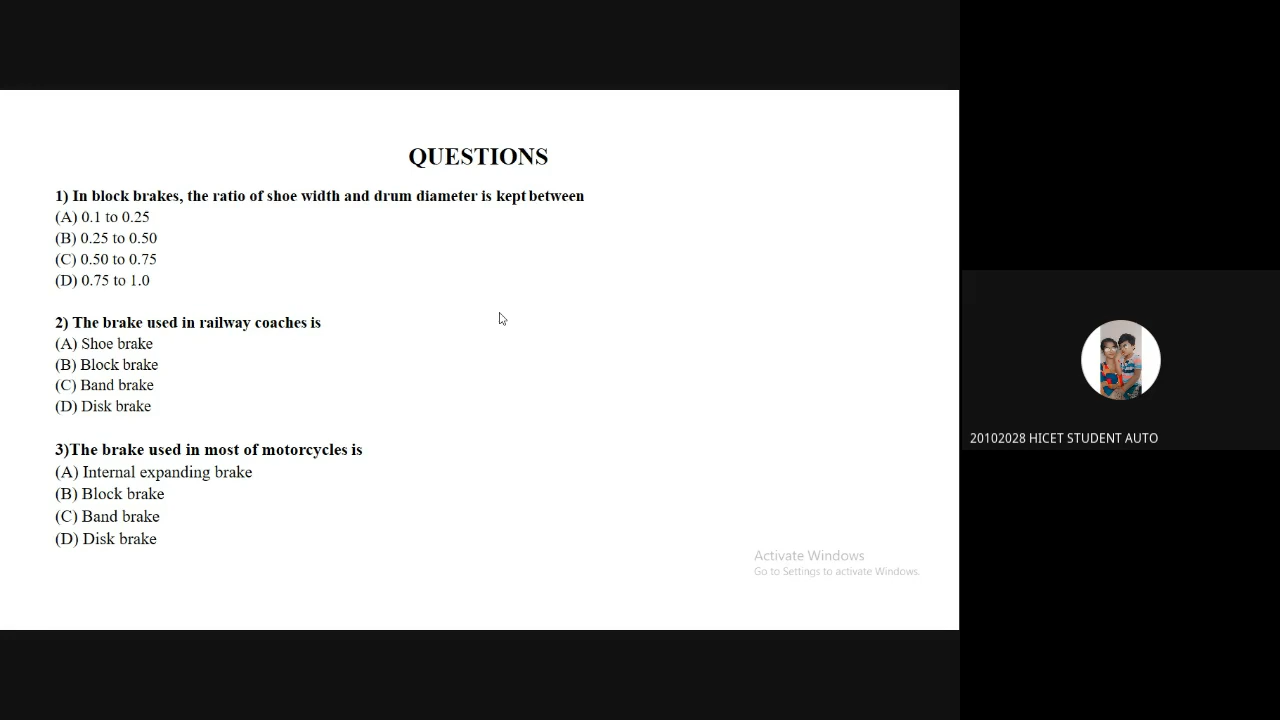 QUESTIONS
1) In block brakes, the ratio of shoe width and drum diameter is kept between
(A) 0.1 to 0.25
(B) 0.25 to 0.50
(C) 0.50 to 0.75
(D) 0.75 to 1.0
2) The brake used in railway coaches is
(A) Shoe brake
(B) Block brake
(C) Band brake
(D) Disk brake
3)The brake used in most of motorcycles is
(A) Internal expanding brake
(B) Block brake
(C) Band brake
(D) Disk brake
Activate Windows
Go to Settings to activate Windows.
20102028 HICET STUDENT AUTO